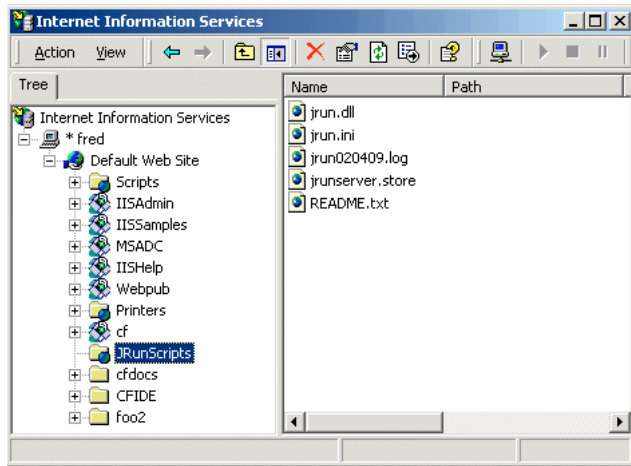 Internet Information Services
Action View
Tree
Name Path
Internet Information Services
* fred
Default Web Site
Scripts
IISAdmin
IISSamples
MSADC
IISHelp
Webpub
Printers
cf
JRunScripts
cfdocs
CFIDE
foo2
jrun.dll
jrun.ini
jrun020409.log
jrunserver.store
README.txt